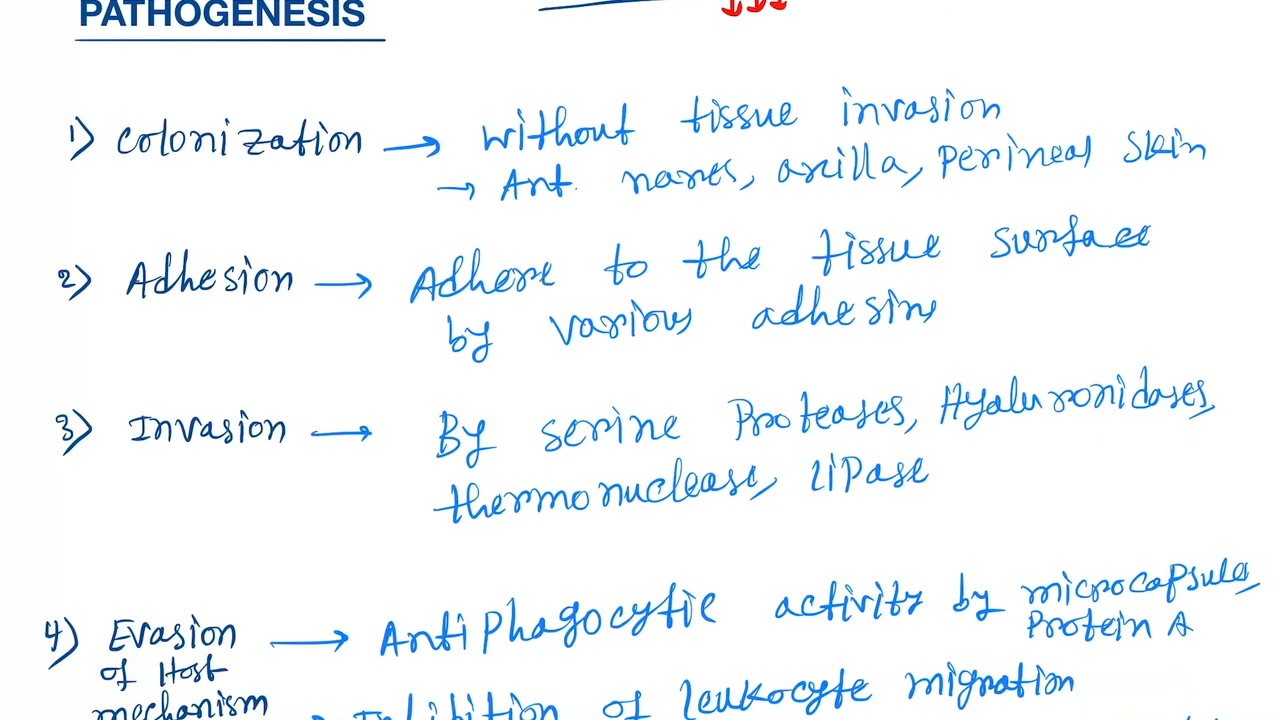 PATHOGENESIS
1) Colonization → without tissue invasion
→ Ant. nares, axilla, Perineal skin
2) Adhesion → Adhere to the tissue surface
by various adhesins
3) Invasion → By serine Proteases, Hyaluronidases,
thermonuclease, LiPase
4) Evasion of Host mechanism → AntiPhagocytic activity by microcapsule, Protein A
→ Inhibition of leukocyte migration